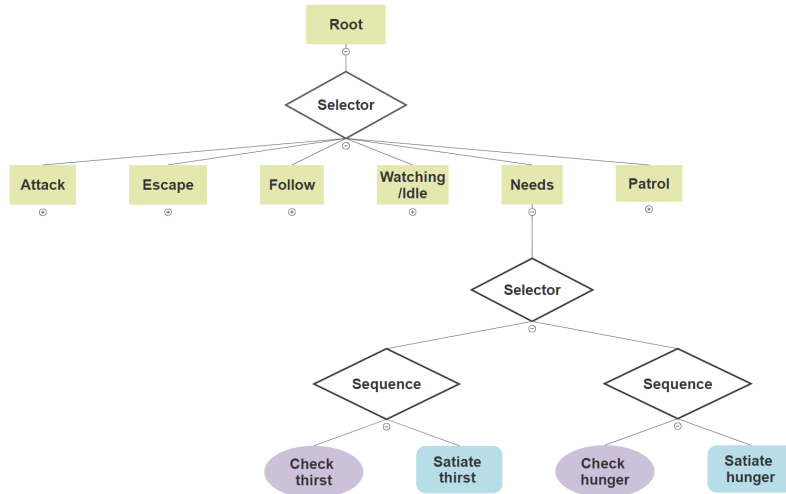 Root
Selector
Attack
Escape
Follow
Watching
/Idle
Needs
Patrol
Selector
Sequence
Sequence
Check
thirst
Satiate
thirst
Check
hunger
Satiate
hunger